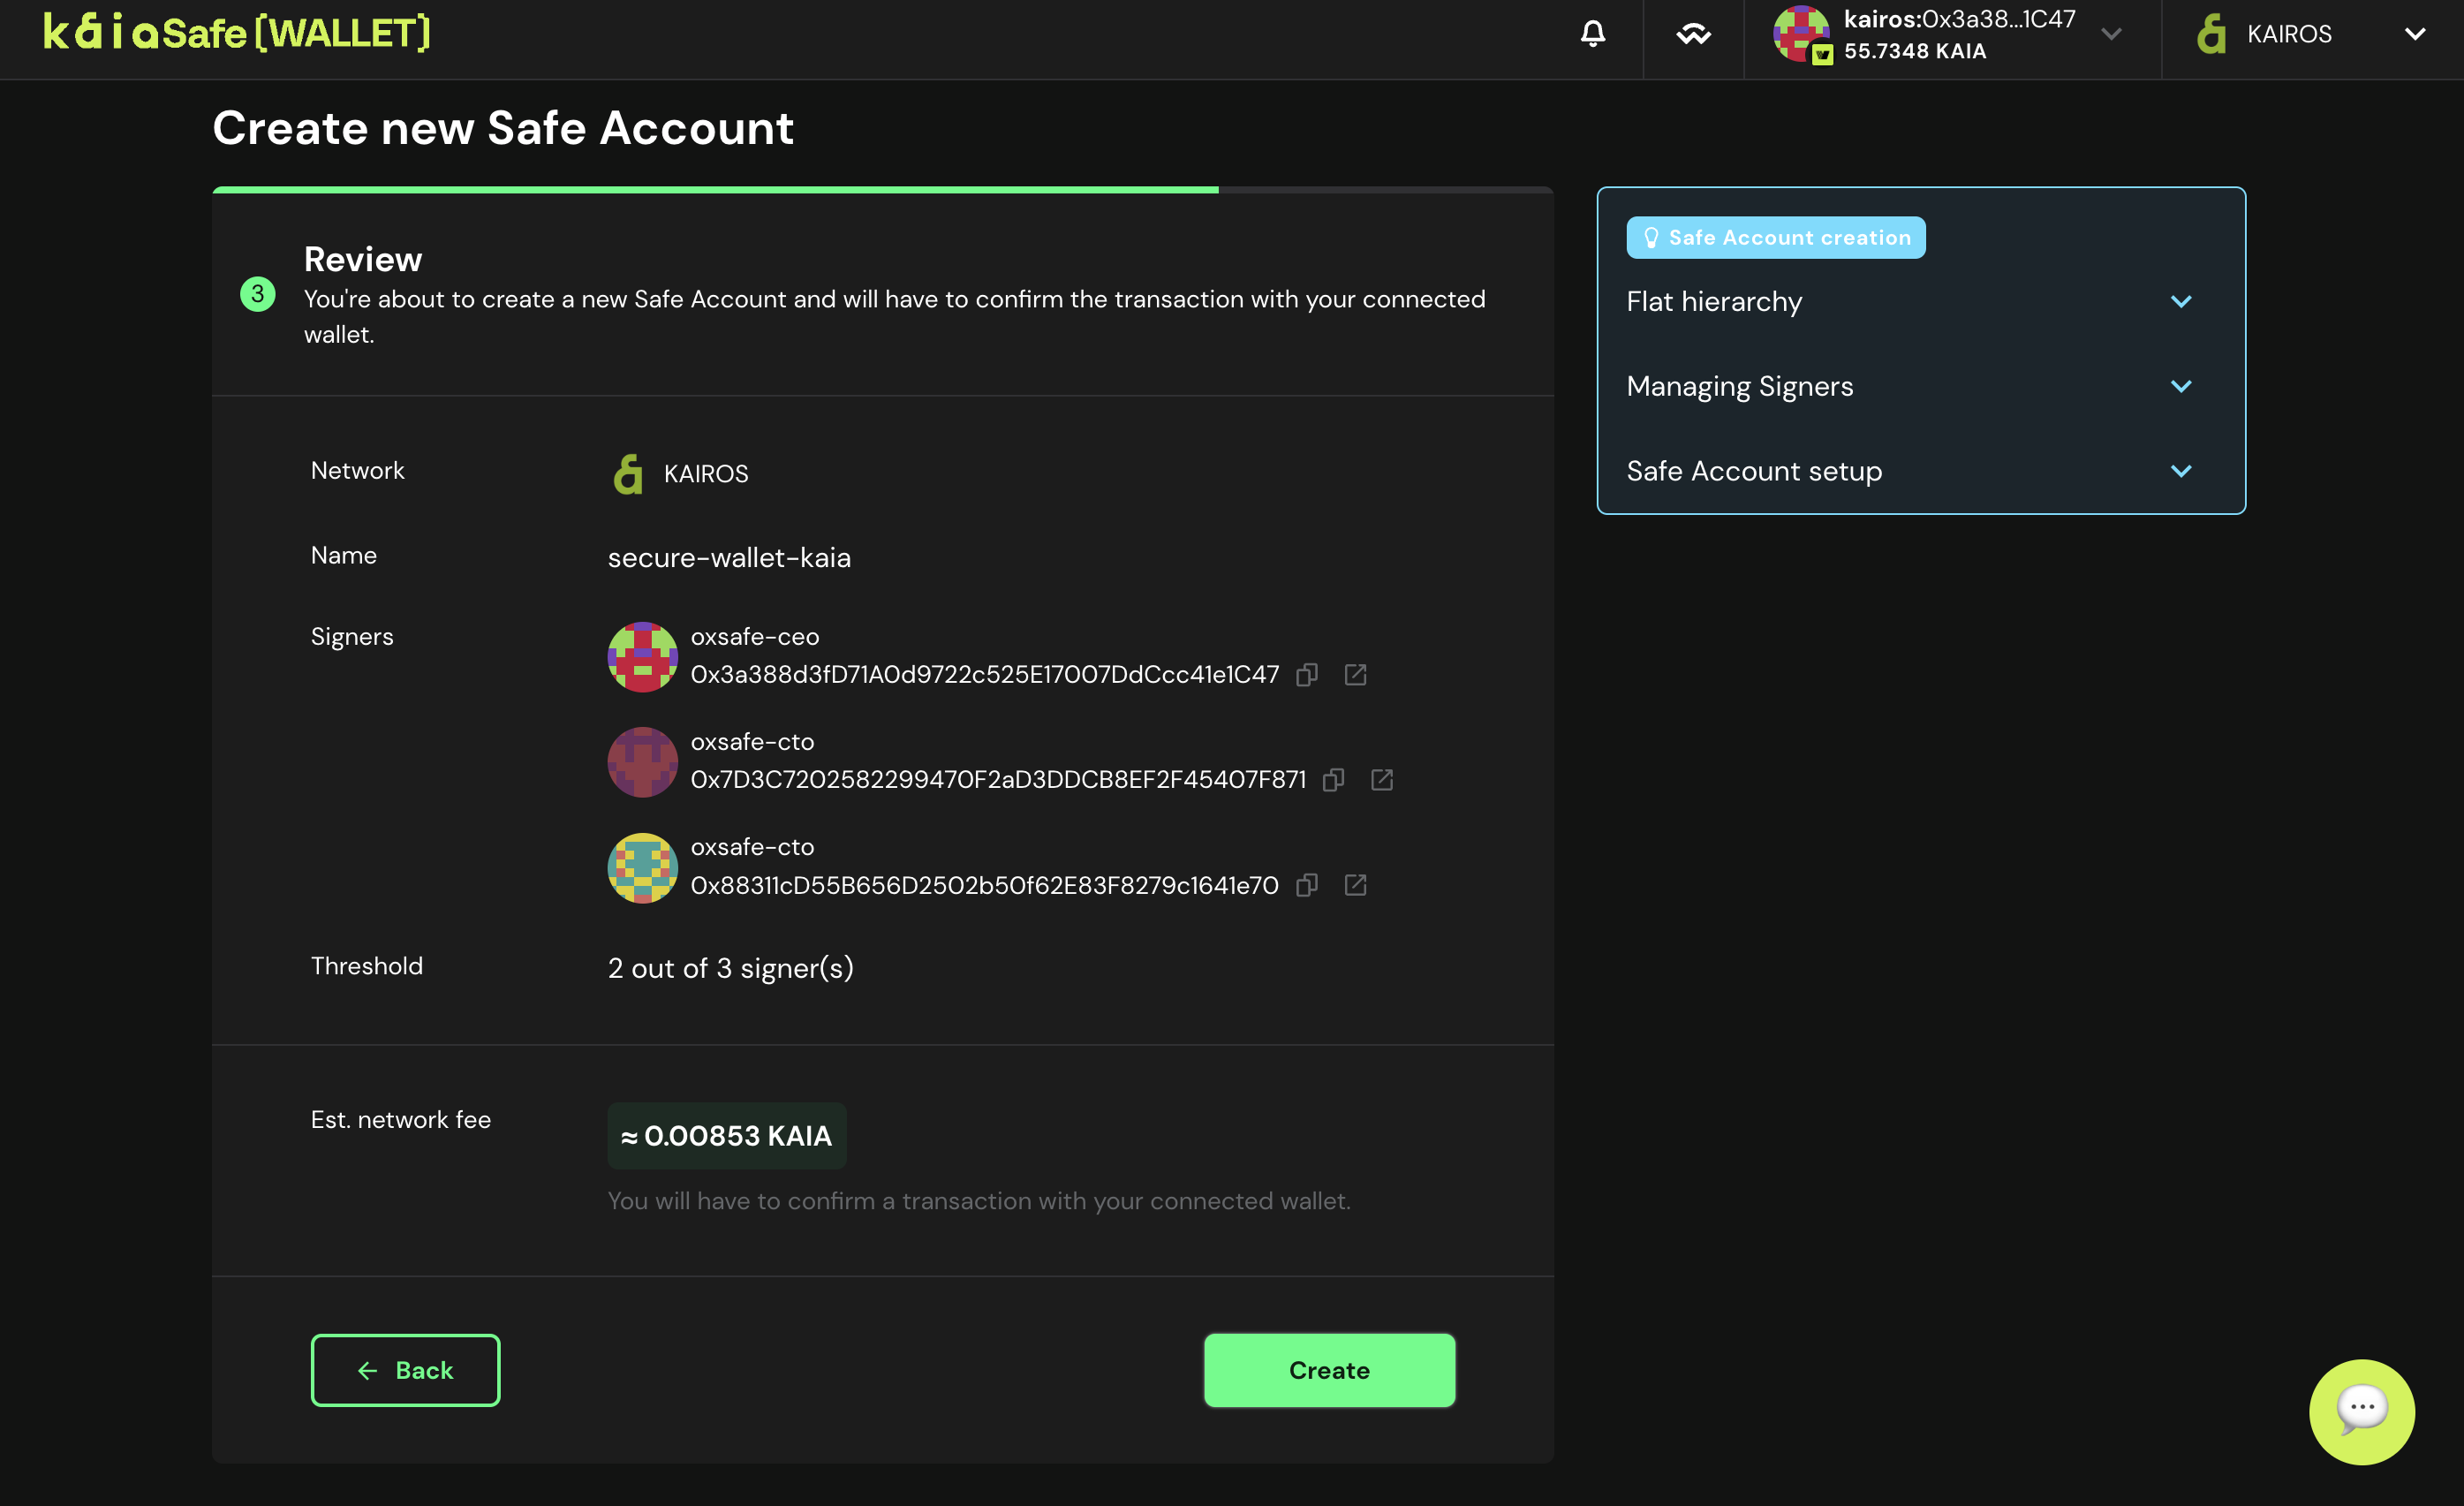 kaiaSafe [WALLET]
kairos:0x3a38...1C47
55.7348 KAIA
KAIROS
Create new Safe Account
3
Review
You're about to create a new Safe Account and will have to confirm the transaction with your connected
wallet.
Network
KAIROS
Name
secure-wallet-kaia
Signers
oxsafe-ceo
0x3a388d3fD71A0d9722c525E17007DdCcc41e1C47
oxsafe-cto
0x7D3C7202582299470F2aD3DDCB8EF2F45407F871
oxsafe-cto
0x88311cD55B656D2502b50f62E83F8279c1641e70
Threshold
2 out of 3 signer(s)
Est. network fee
≈ 0.00853 KAIA
You will have to confirm a transaction with your connected wallet.
← Back
Create
Safe Account creation
Flat hierarchy
Managing Signers
Safe Account setup